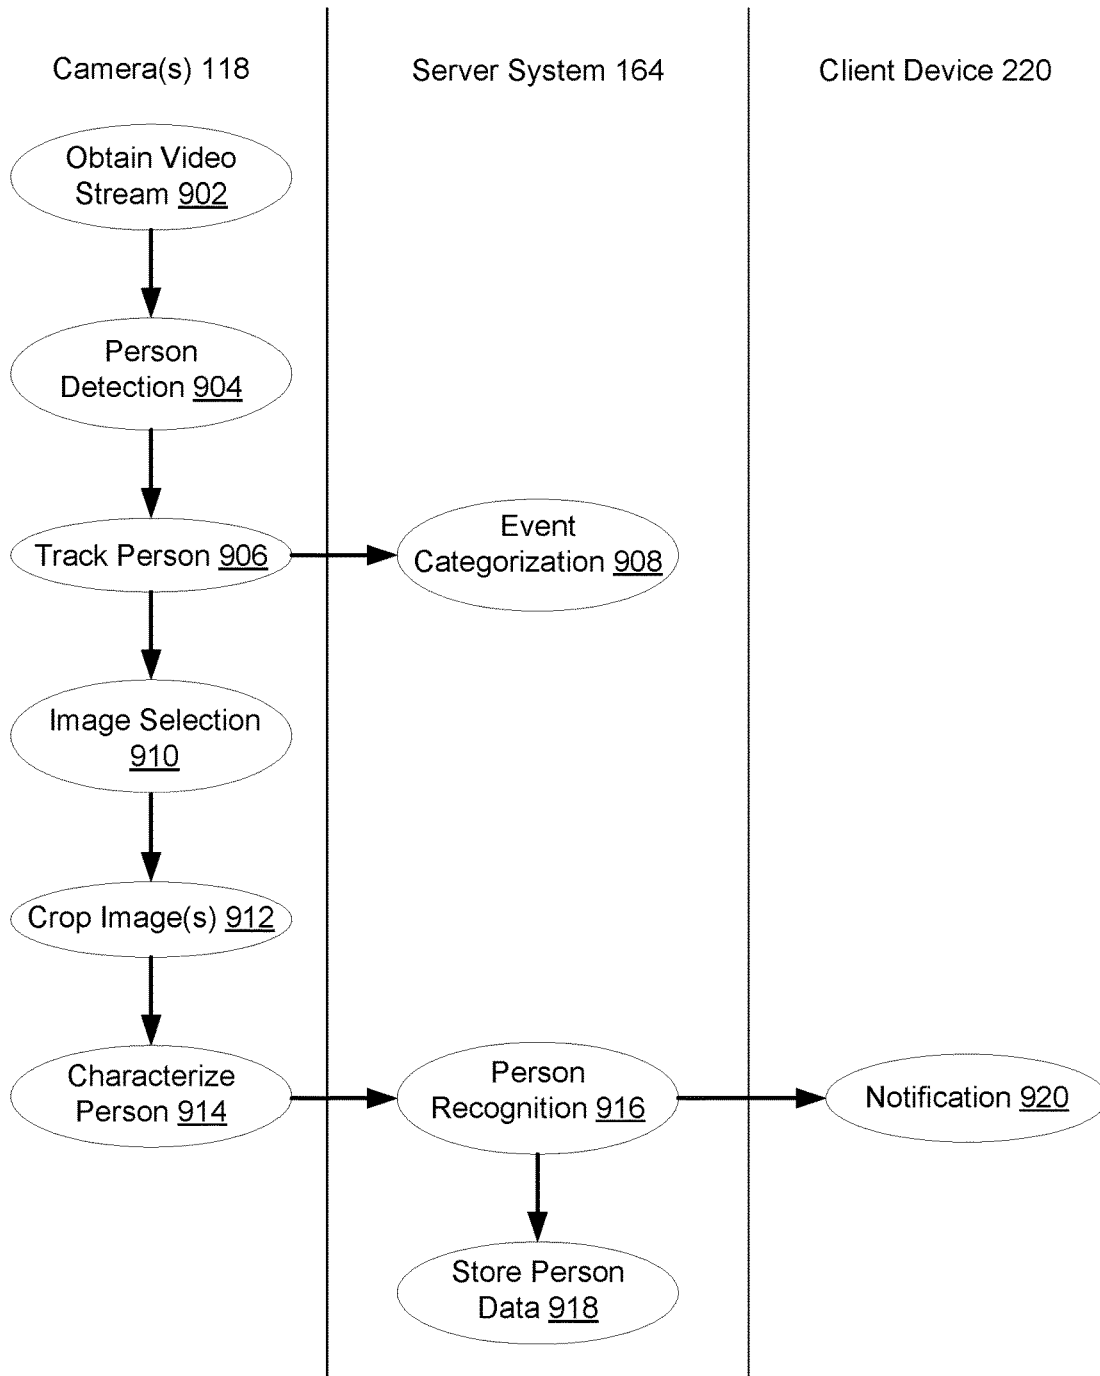 Camera(s) 118
Server System 164
Client Device 220
Obtain Video
Stream 902
Person
Detection 904
Track Person 906
Event
Categorization 908
Image Selection
910
Crop Image(s) 912
Characterize
Person 914
Person
Recognition 916
Notification 920
Store Person
Data 918